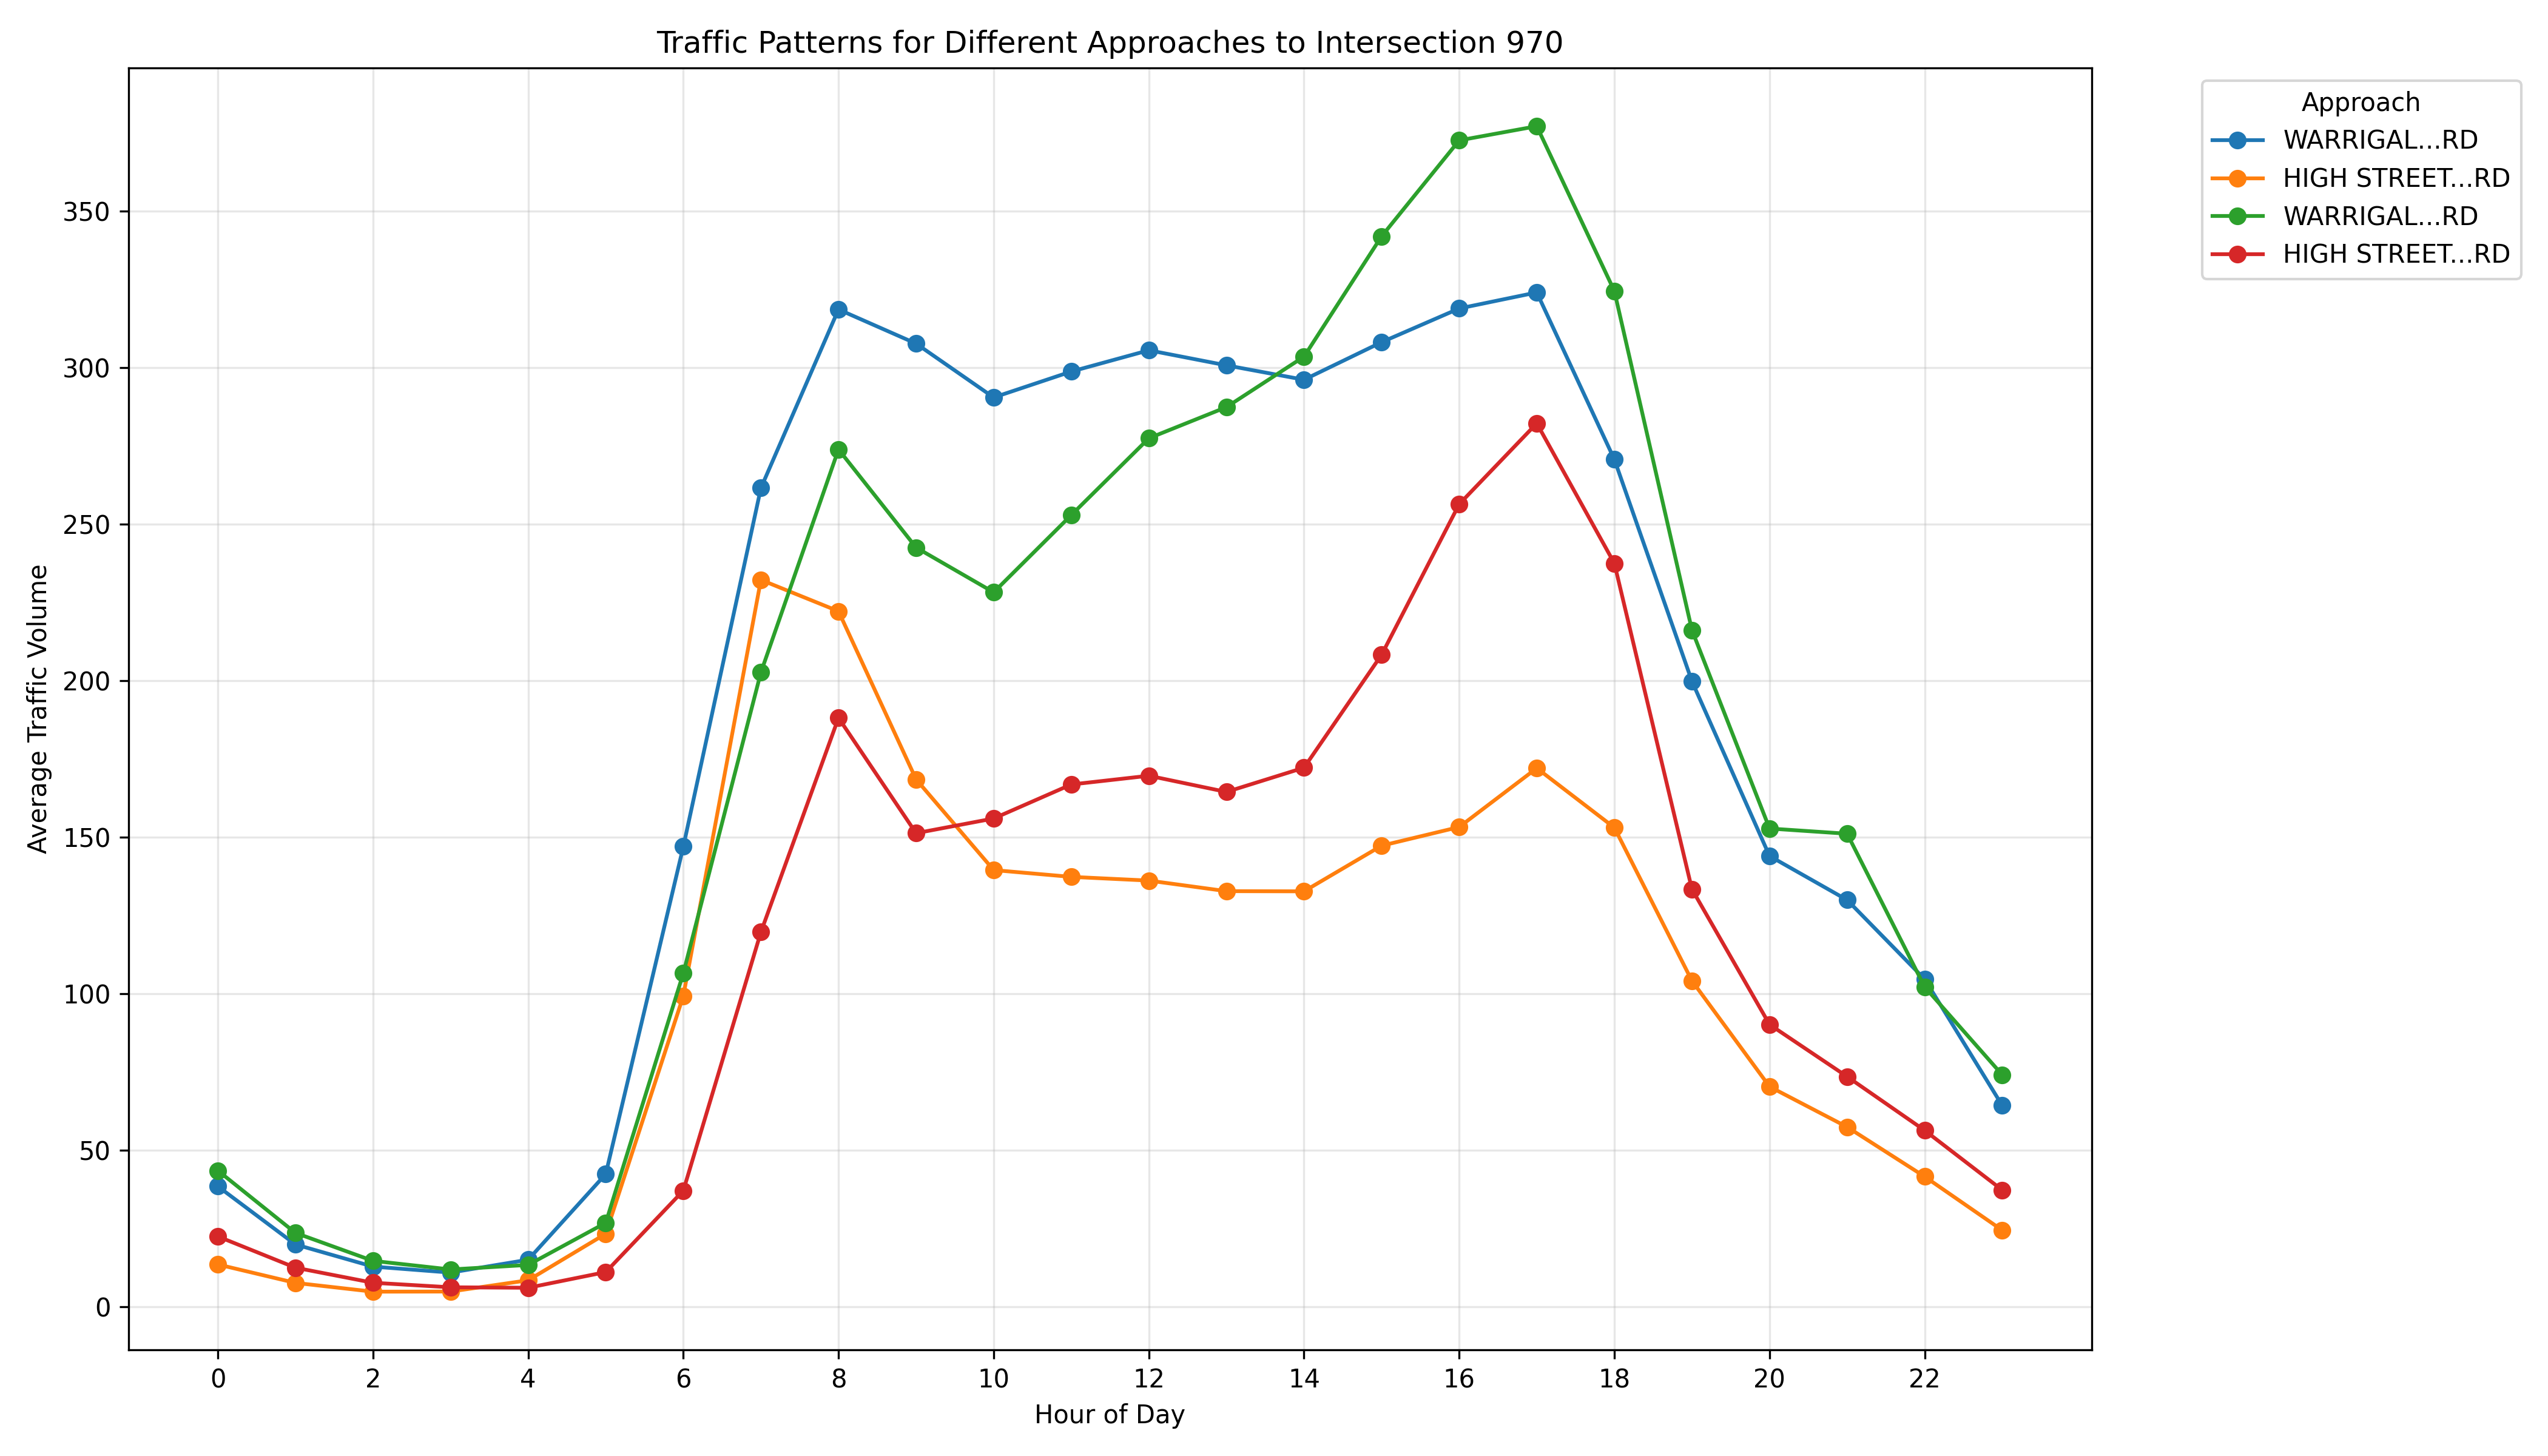 Traffic Patterns for Different Approaches to Intersection 970
Approach
WARRIGAL...RD
HIGH STREET...RD
WARRIGAL...RD
HIGH STREET...RD
Average Traffic Volume
350
300
250
200
150
100
50
0
0 2 4 6 8 10 12 14 16 18 20 22
Hour of Day